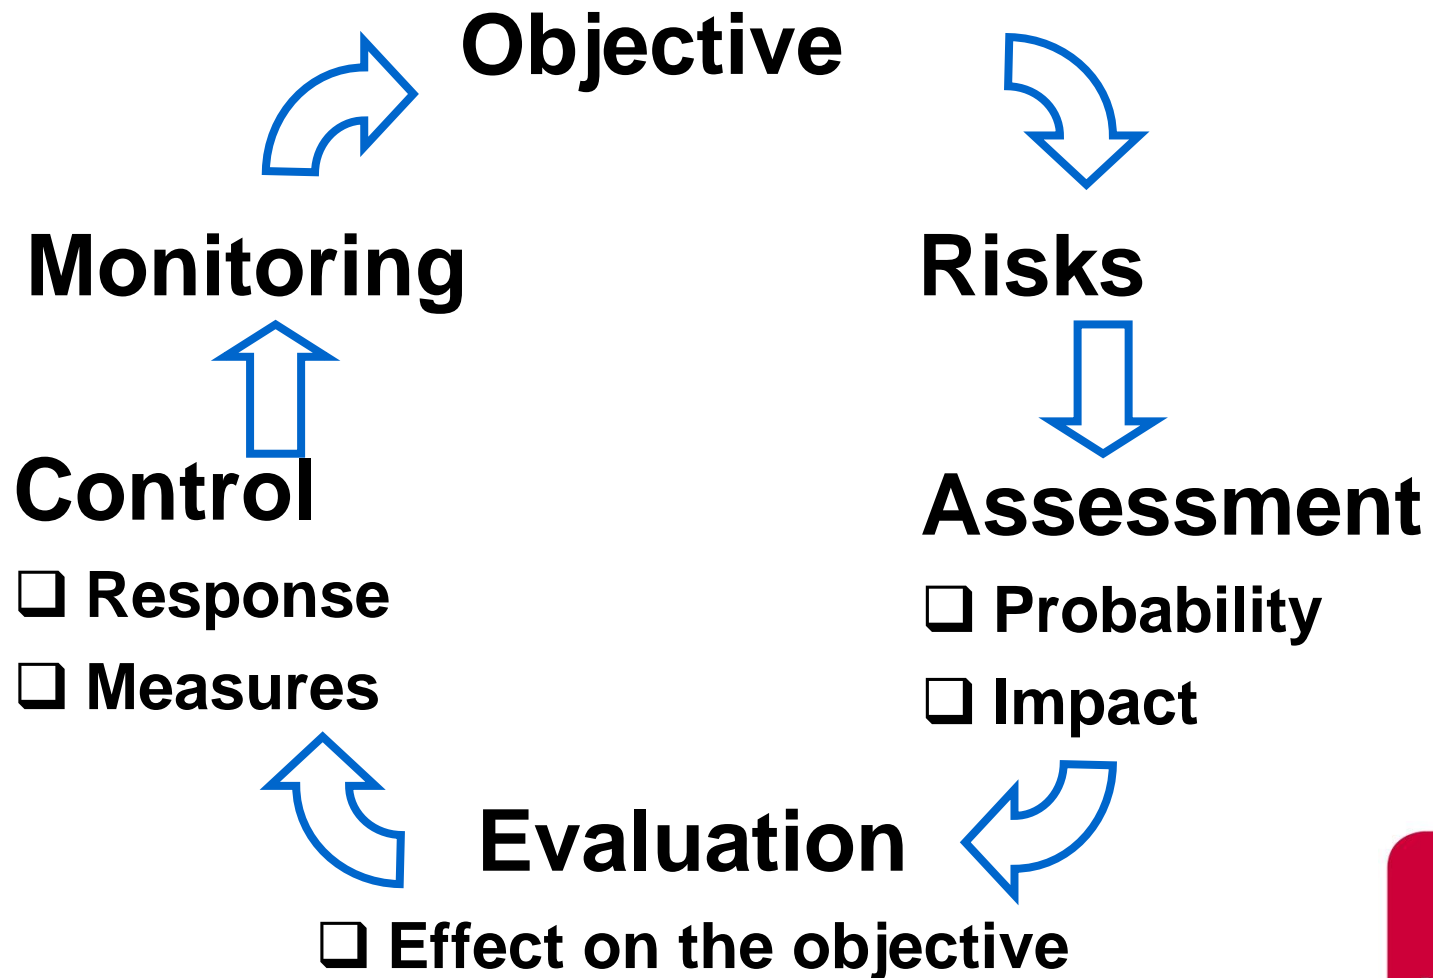 Objective
Monitoring
Risks
Control
❑ Response
❑ Measures
Assessment
❑ Probability
❑ Impact
Evaluation
❑ Effect on the objective